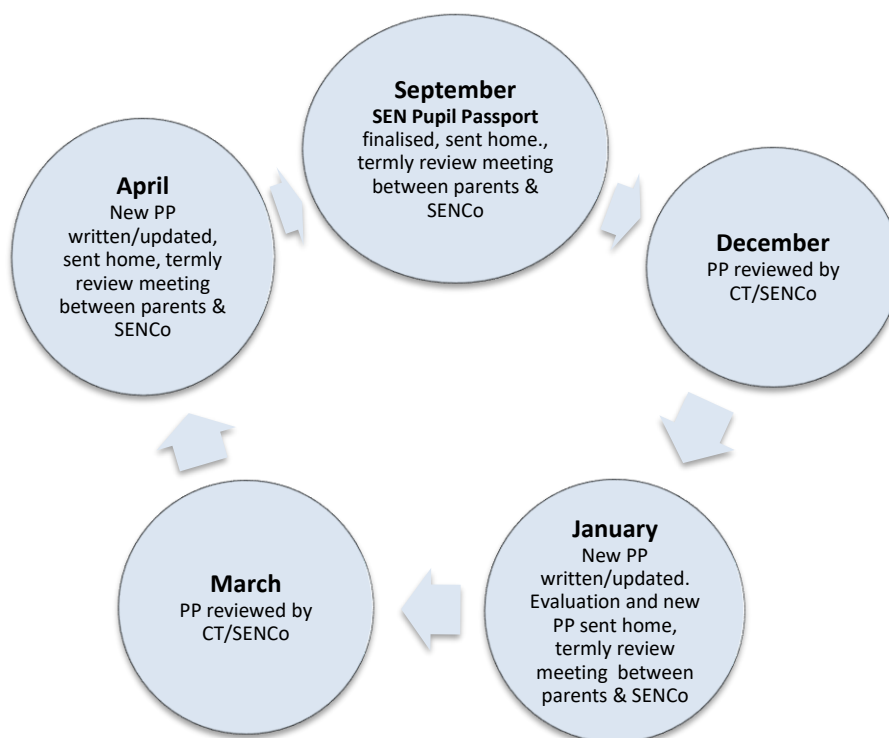 September
SEN Pupil Passport
finalised, sent home.,
termly review meeting
between parents &
SENCo
December
PP reviewed by
CT/SENCo
January
New PP
written/updated.
Evaluation and new
PP sent home,
termly review
meeting  between
parents & SENCo
March
PP reviewed by
CT/SENCo
April
New PP
written/updated,
sent home, termly
review meeting
between parents &
SENCo